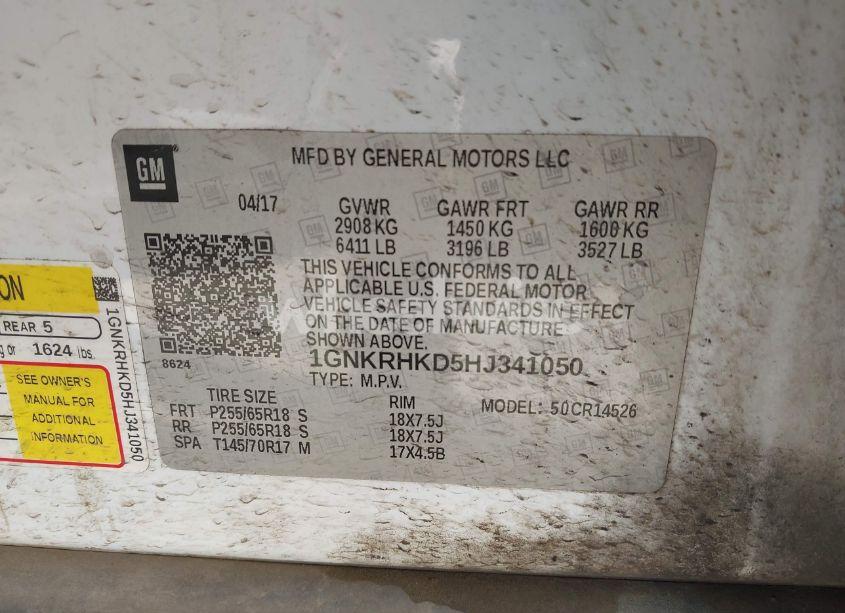 GM
MFD BY GENERAL MOTORS LLC
04/17 GVWR GAWR FRT GAWR RR
2908 KG 1450 KG 1600 KG
6411 LB 3196 LB 3527 LB
THIS VEHICLE CONFORMS TO ALL
APPLICABLE U.S. FEDERAL MOTOR
VEHICLE SAFETY STANDARDS IN EFFECT
ON THE DATE OF MANUFACTURE
SHOWN ABOVE.
8624
1GNKRHKD5HJ341050
TYPE: M.P.V.
MODEL: 50CR14526
TIRE SIZE RIM
FRT P255/65R18 S 18X7.5J
RR P255/65R18 S 18X7.5J
SPA T145/70R17 M 17X4.5B
REAR 5
or 1624 lbs.
SEE OWNER'S
MANUAL FOR
ADDITIONAL
INFORMATION
1GNKRHKD5HJ341050